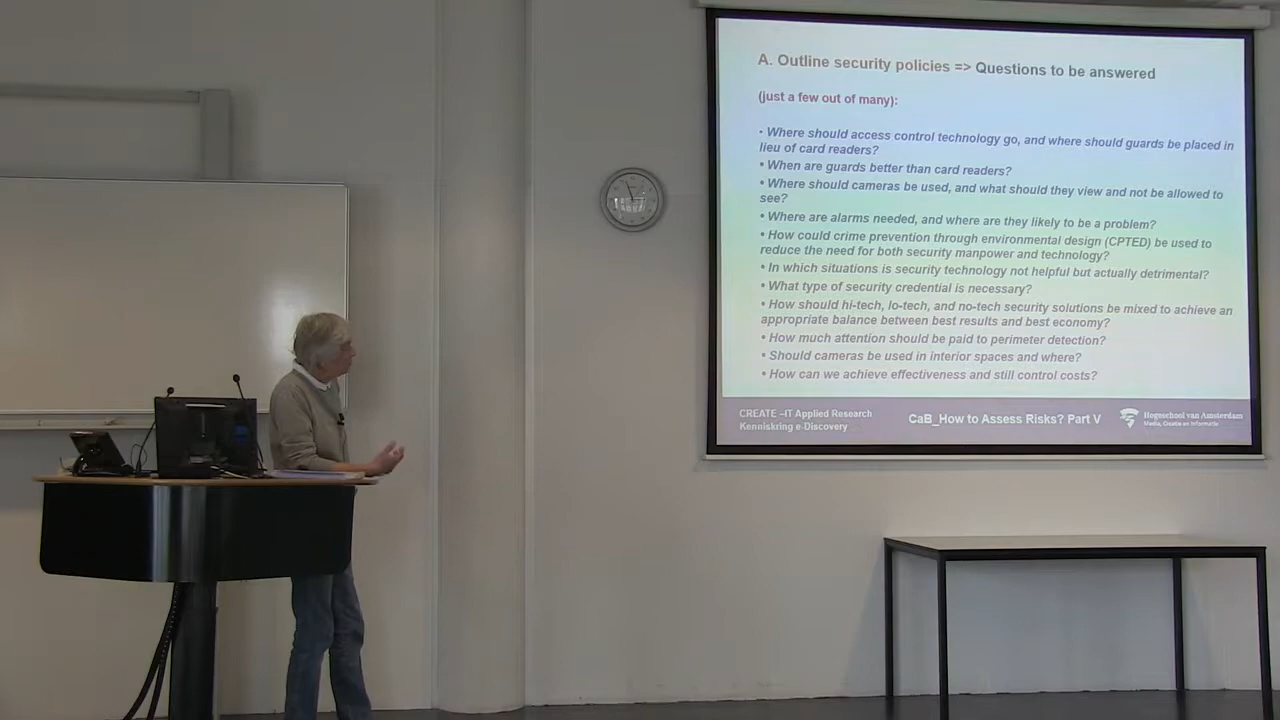 A. Outline security policies => Questions to be answered
(just a few out of many):
• Where should access control technology go, and where should guards be placed in
lieu of card readers?
• When are guards better than card readers?
• Where should cameras be used, and what should they view and not be allowed to
see?
• Where are alarms needed, and where are they likely to be a problem?
• How could crime prevention through environmental design (CPTED) be used to
reduce the need for both security manpower and technology?
• In which situations is security technology not helpful but actually detrimental?
• What type of security credential is necessary?
• How should hi-tech, lo-tech, and no-tech security solutions be mixed to achieve an
appropriate balance between best results and best economy?
• How much attention should be paid to perimeter detection?
• Should cameras be used in interior spaces and where?
• How can we achieve effectiveness and still control costs?
CREATE –IT Applied Research
Kenniskring e-Discovery
CaB_How to Assess Risks? Part V
Hogeschool van Amsterdam
Media, Creatie en Informatie